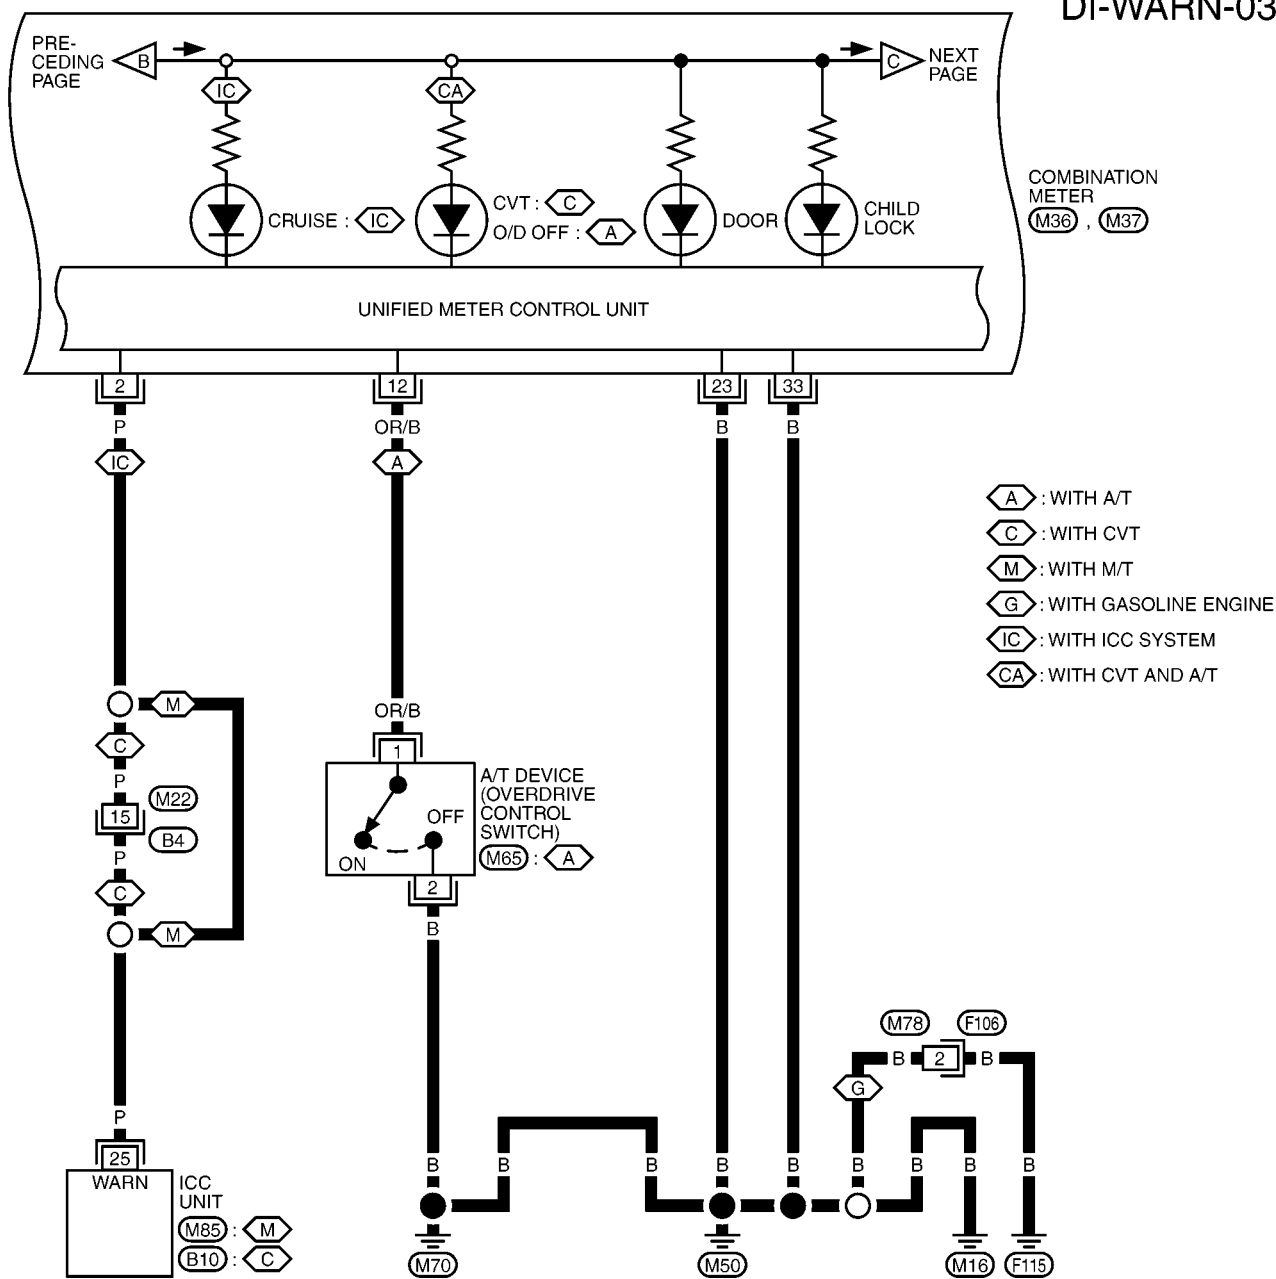 DI-WARN-03
PRE-
CEDING
PAGE
B
C
NEXT
PAGE
IC
CA
CRUISE : IC
CVT : C
O/D OFF : A
DOOR
CHILD
LOCK
COMBINATION
METER
M36 , M37
UNIFIED METER CONTROL UNIT
2
12
23
33
P
OR/B
B
B
IC
A
A : WITH A/T
C : WITH CVT
M : WITH M/T
G : WITH GASOLINE ENGINE
IC : WITH ICC SYSTEM
CA : WITH CVT AND A/T
M
C
P
15
M22
B4
P
C
M
OR/B
1
A/T DEVICE
(OVERDRIVE
CONTROL
SWITCH)
M65 : A
OFF
ON
2
B
M78
F106
B
2
B
G
P
25
WARN
ICC
UNIT
M85 : M
B10 : C
B
B
B
B
B
B
B
B
B
M70
M50
M16
F115